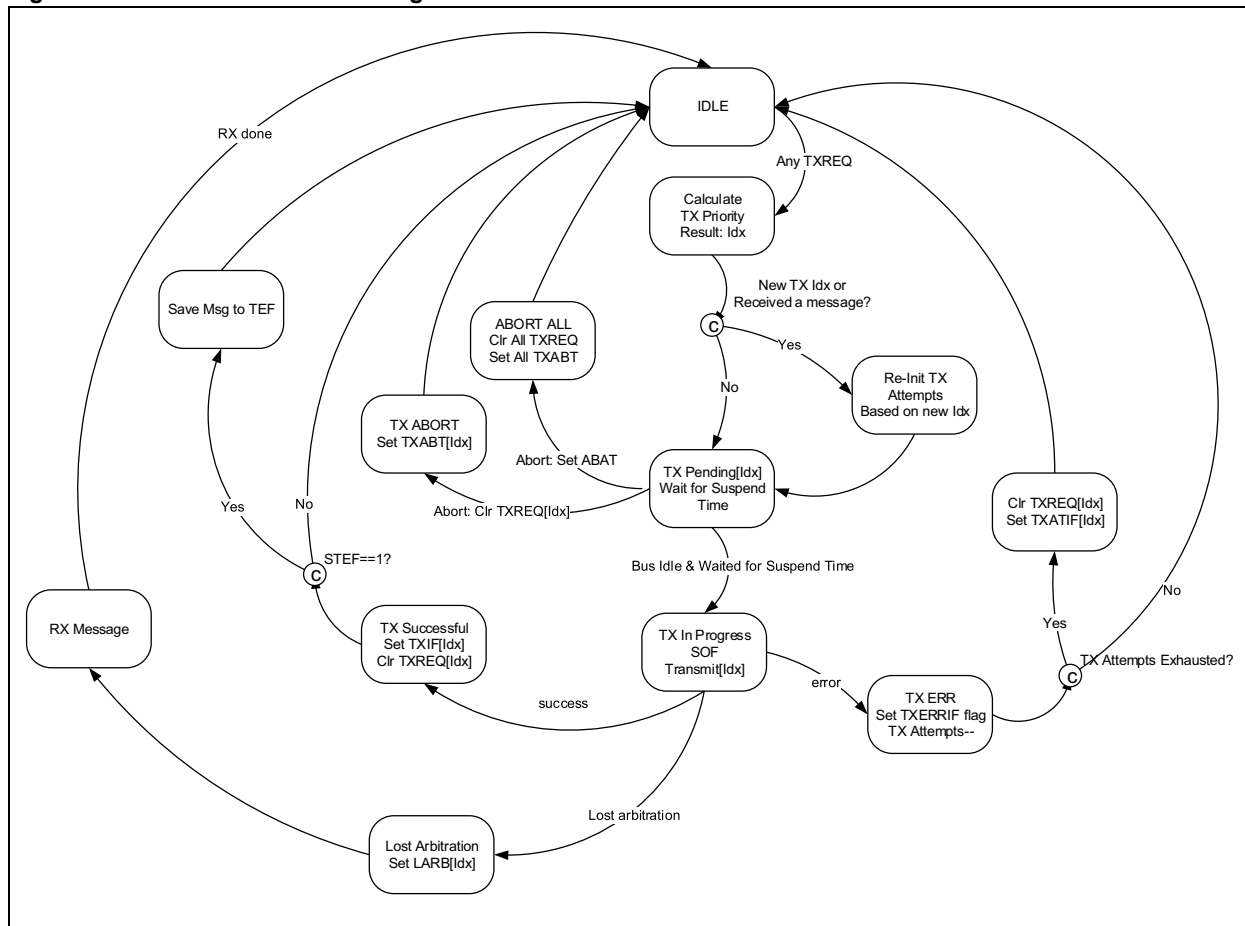 IDLE
RX done
Any TXREQ
Calculate
TX Priority
Result: Idx
New TX Idx or
Received a message?
Save Msg to TEF
ABORT ALL
Clr All TXREQ
Set All TXABT
C
Yes
Re-Init TX
Attempts
Based on new Idx
No
TX ABORT
Set TXABT[Idx]
Abort: Set ABAT
TX Pending[Idx]
Wait for Suspend
Time
Abort: Clr TXREQ[Idx]
Clr TXREQ[Idx]
Set TXATIF[Idx]
Yes
No
STEF==1?
C
Bus Idle & Waited for Suspend Time
No
RX Message
TX Successful
Set TXIF[Idx]
Clr TXREQ[Idx]
TX In Progress
SOF
Transmit[Idx]
Yes
TX Attempts Exhausted?
C
error
TX ERR
Set TXERRIF flag
TX Attempts--
success
Lost arbitration
Lost Arbitration
Set LARB[Idx]